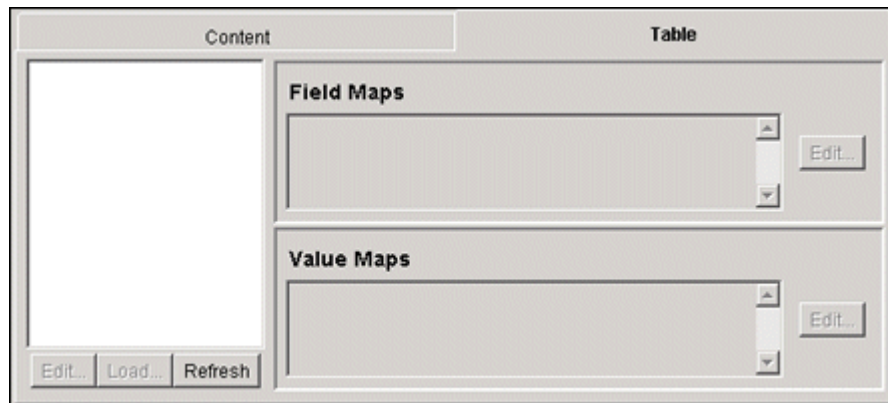 Content
Table
Field Maps
Edit...
Value Maps
Edit...
Edit... Load... Refresh